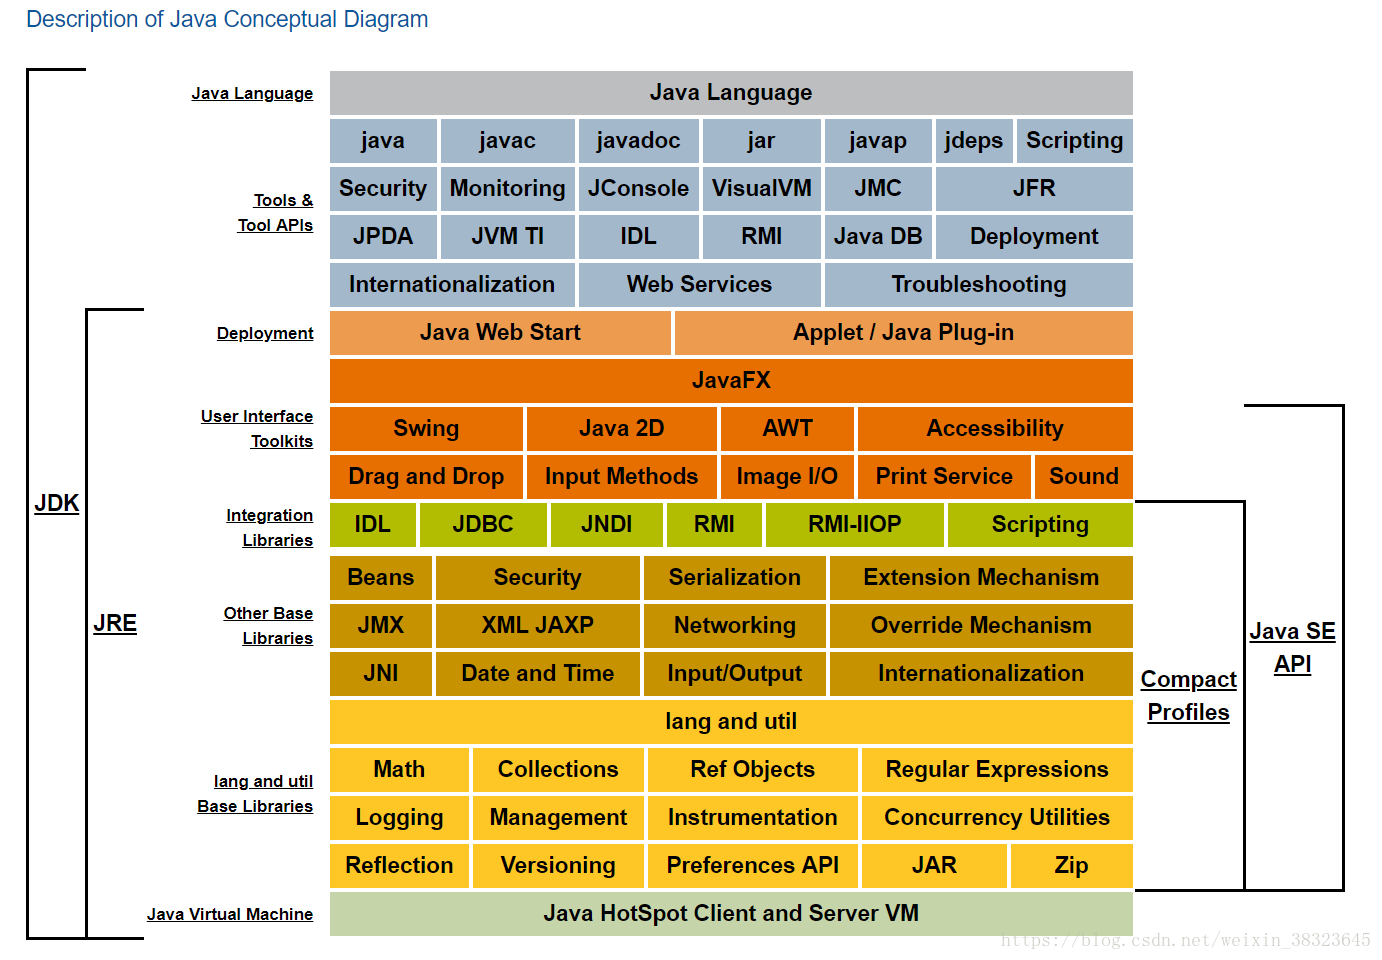 Description of Java Conceptual Diagram
Java Language
Java Language
java javac javadoc jar javap jdeps Scripting
Tools &
Tool APIs
Security Monitoring JConsole VisualVM JMC JFR
JPDA JVM TI IDL RMI Java DB Deployment
Internationalization Web Services Troubleshooting
Deployment
Java Web Start Applet / Java Plug-in
JavaFX
User Interface
Toolkits
Swing Java 2D AWT Accessibility
Drag and Drop Input Methods Image I/O Print Service Sound
JDK
Integration
Libraries
IDL JDBC JNDI RMI RMI-IIOP Scripting
Beans Security Serialization Extension Mechanism
JRE
Other Base
Libraries
JMX XML JAXP Networking Override Mechanism
Java SE
API
JNI Date and Time Input/Output Internationalization
Compact
Profiles
lang and util
lang and util
Base Libraries
Math Collections Ref Objects Regular Expressions
Logging Management Instrumentation Concurrency Utilities
Reflection Versioning Preferences API JAR Zip
Java Virtual Machine
Java HotSpot Client and Server VM
https://blog.csdn.net/weixin_38323645